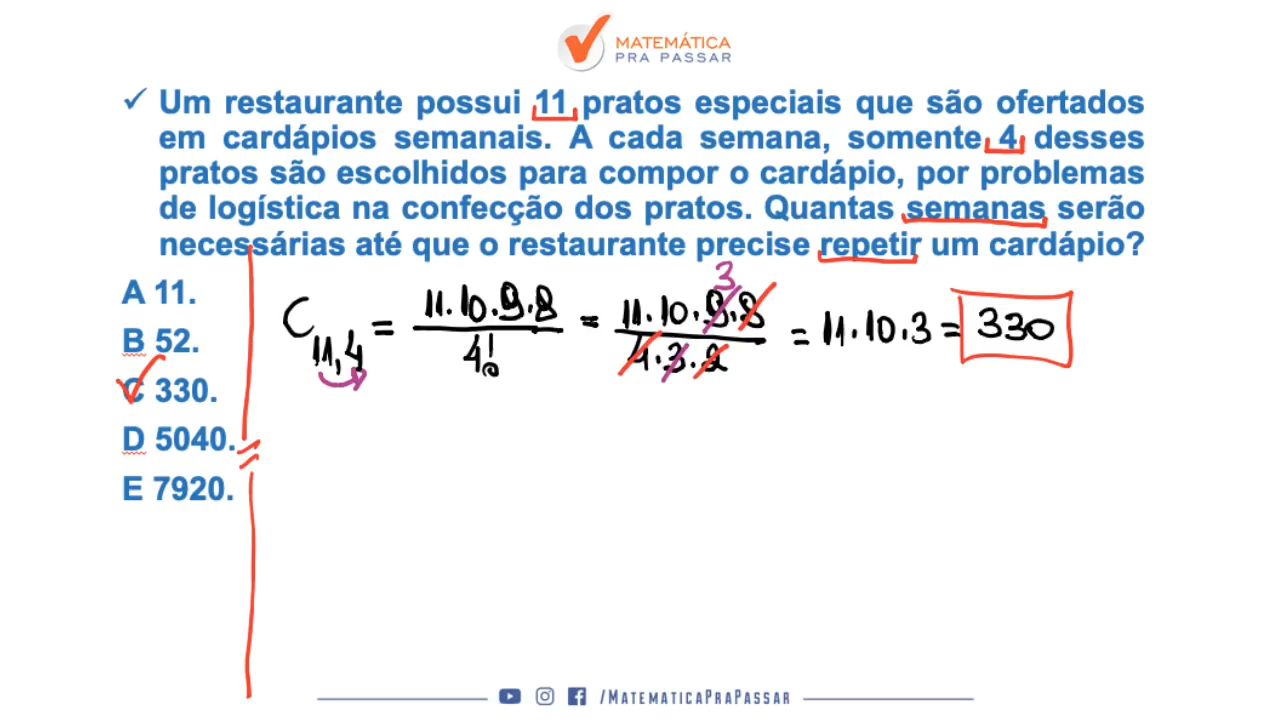 MATEMÁTICA
PRA PASSAR
✓ Um restaurante possui 11 pratos especiais que são ofertados
em cardápios semanais. A cada semana, somente 4 desses
pratos são escolhidos para compor o cardápio, por problemas
de logística na confecção dos pratos. Quantas semanas serão
necessárias até que o restaurante precise repetir um cardápio?
A 11.
B 52.
C 330.
D 5040.
E 7920.
C11,4 = 11.10.9.8 / 4! = 11.10.9.8 / 4.3.2 = 11.10.3 = 330
3
/MATEMATICAPRAPASSAR